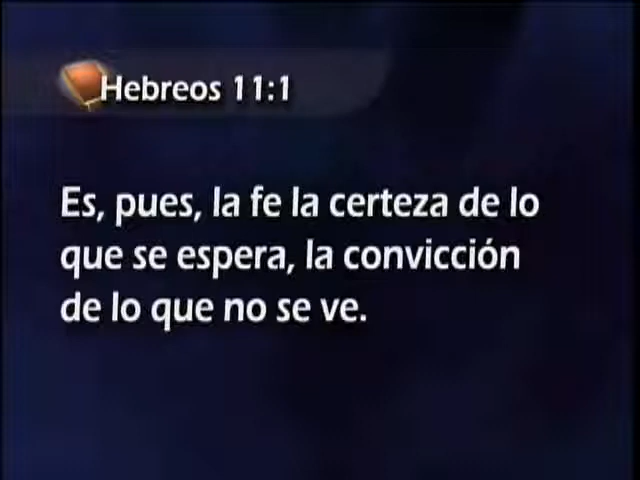 Hebreos 11:1
Es, pues, la fe la certeza de lo
que se espera, la convicción
de lo que no se ve.